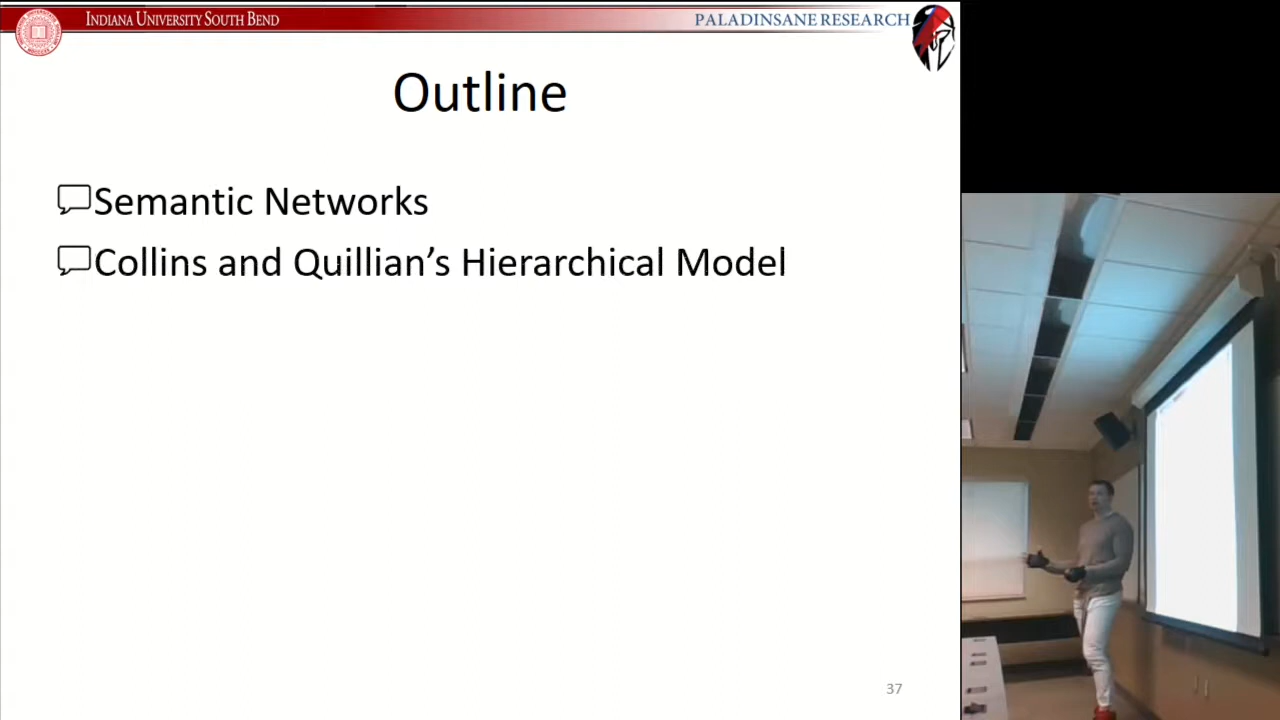 INDIANA UNIVERSITY SOUTH BEND
PALADINSANE RESEARCH
Outline
Semantic Networks
Collins and Quillian’s Hierarchical Model
37